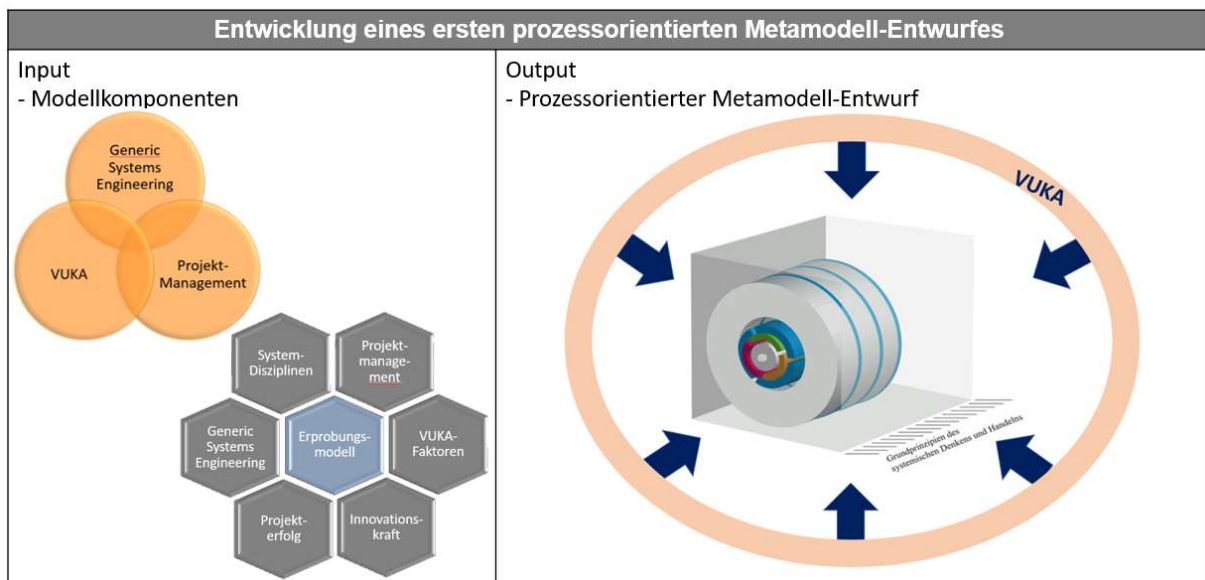 Entwicklung eines ersten prozessorientierten Metamodell-Entwurfes
Input
- Modellkomponenten
Generic
Systems
Engineering
VUKA
Projekt-
Management
System-
Disziplinen
Projekt-
manage-
ment
Generic
Systems
Engineering
Erprobungs-
modell
VUKA-
Faktoren
Projekt-
erfolg
Innovations-
kraft
Output
- Prozessorientierter Metamodell-Entwurf
VUKA
Grundprinzipien des
systemischen Denkens und Handelns